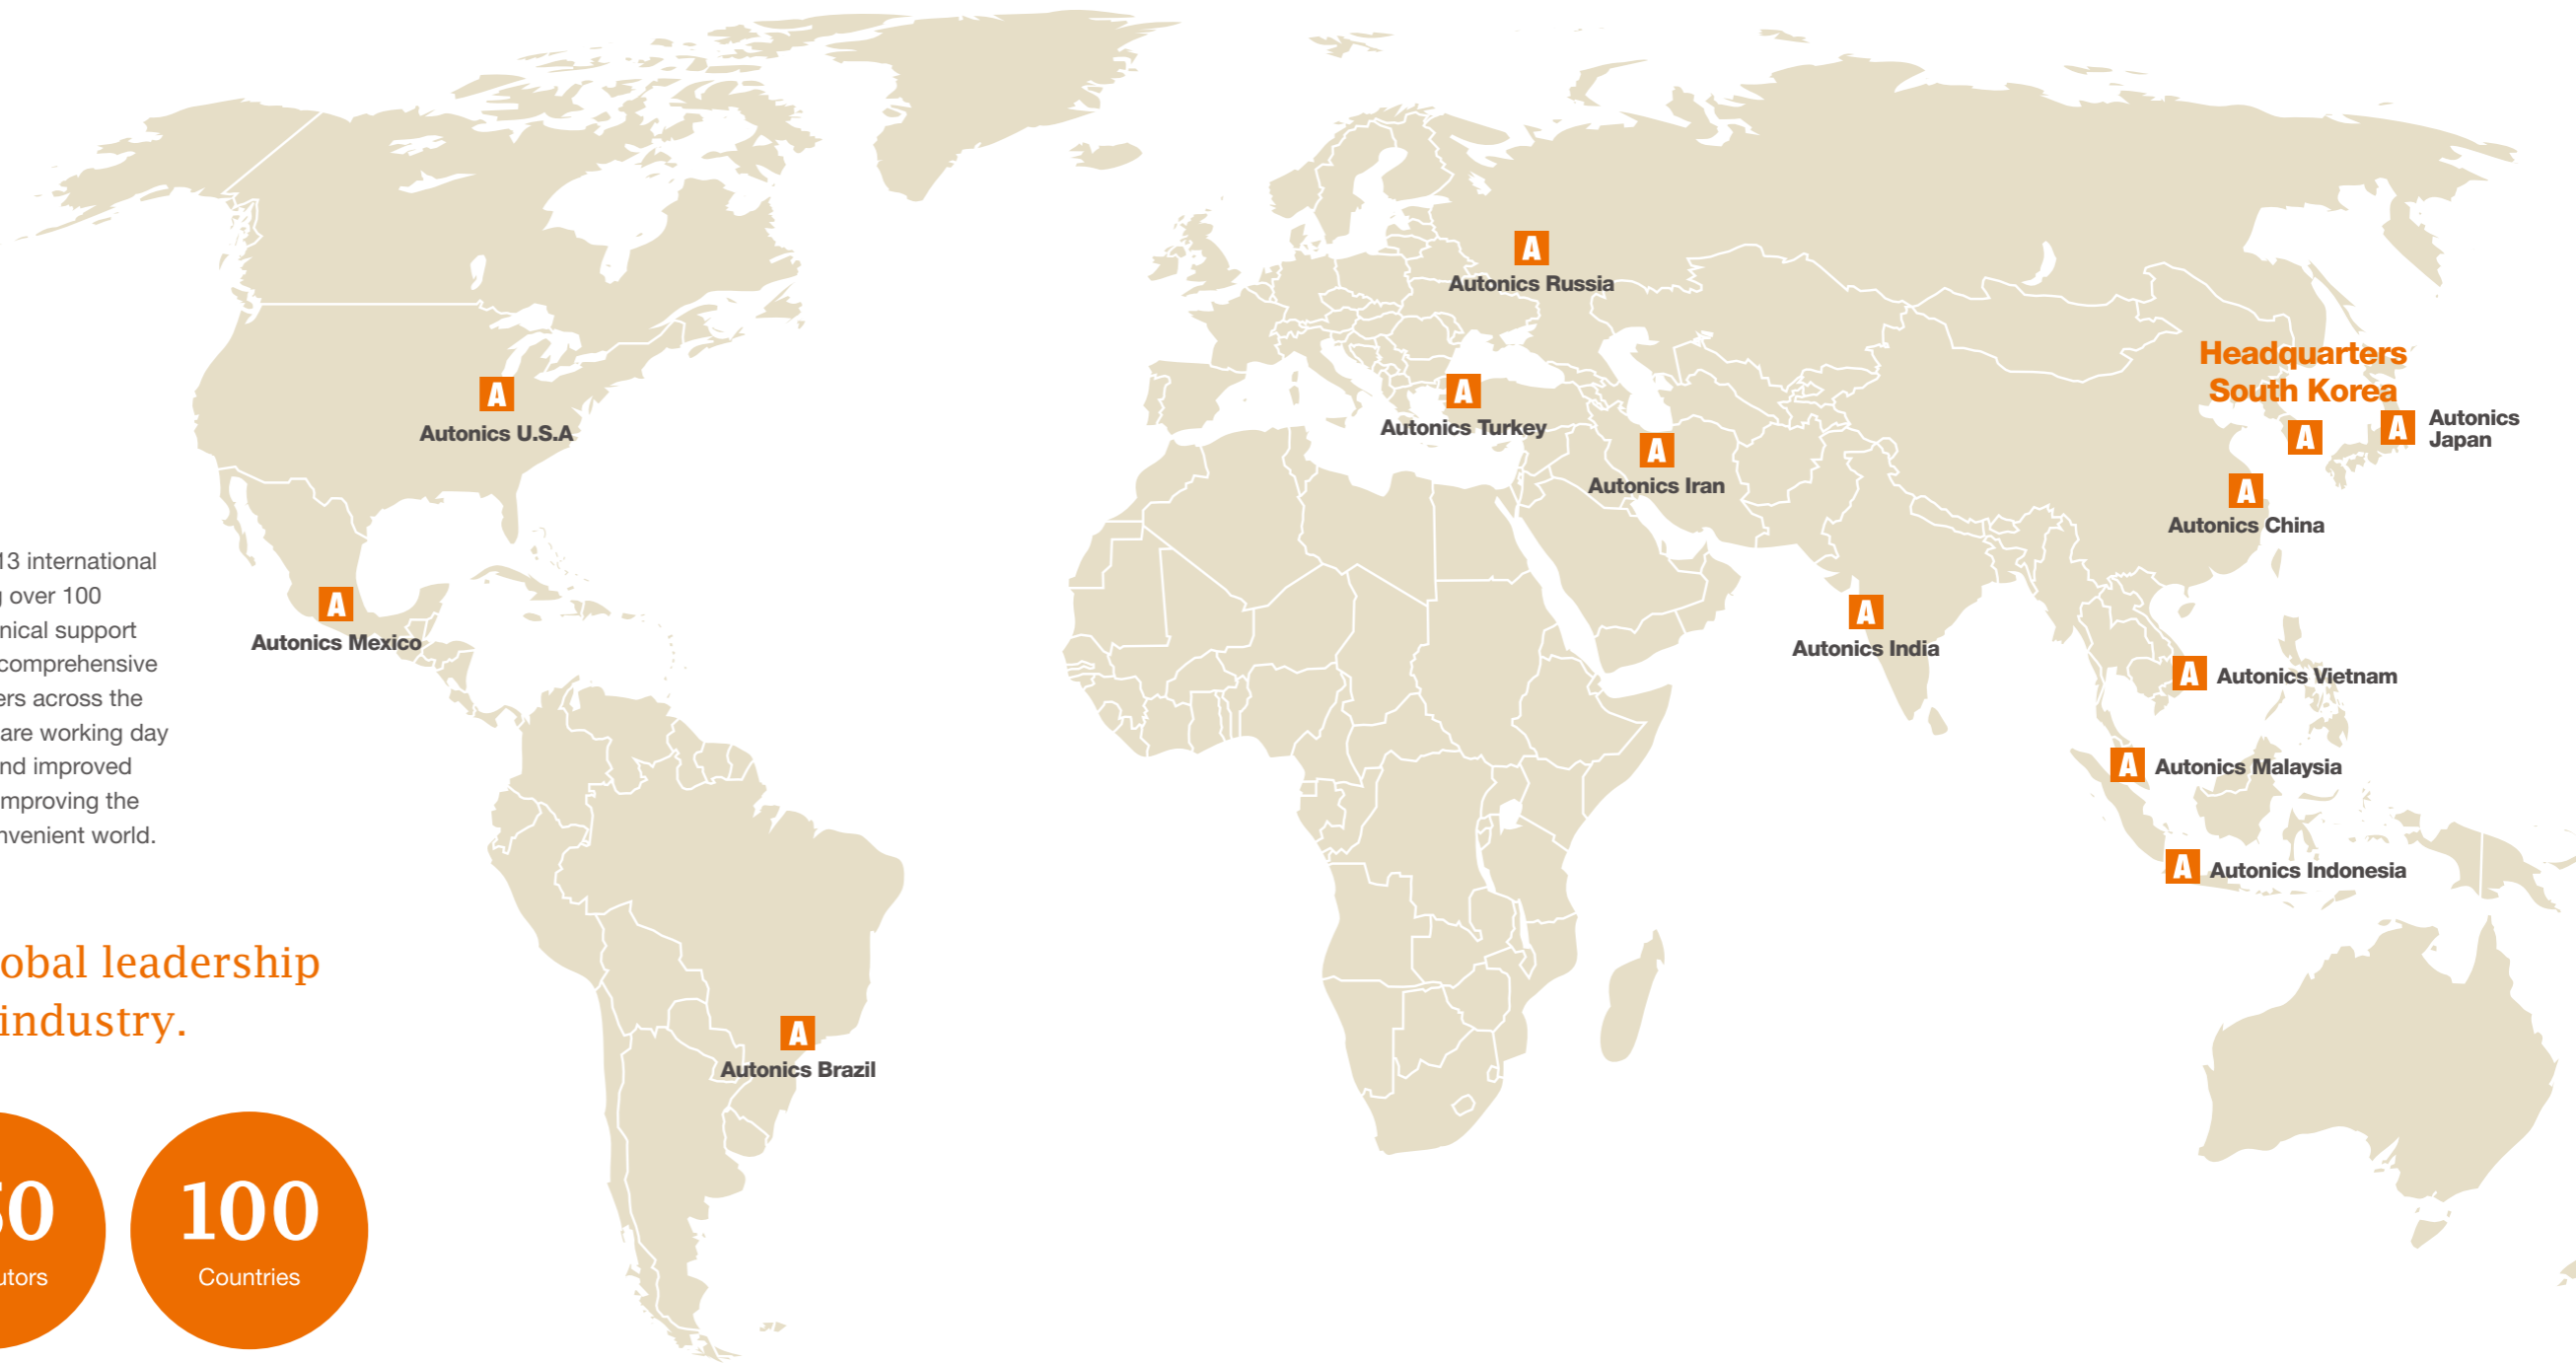 13 international
over 100
nical support
comprehensive
ers across the
are working day
nd improved
mproving the
nvenient world.
obal leadership
industry.
0
utors
100
Countries
A
Autonics U.S.A
A
Autonics Mexico
A
Autonics Brazil
A
Autonics Russia
A
Autonics Turkey
A
Autonics Iran
A
Autonics India
Headquarters
South Korea
A
A
Autonics
Japan
A
Autonics China
A
Autonics Vietnam
A
Autonics Malaysia
A
Autonics Indonesia